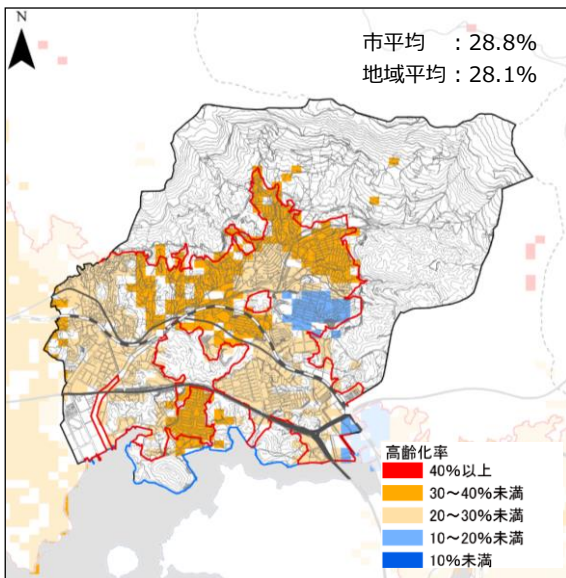 N
市平均　：28.8%
地域平均：28.1%
高齢化率
40%以上
30～40%未満
20～30%未満
10～20%未満
10%未満